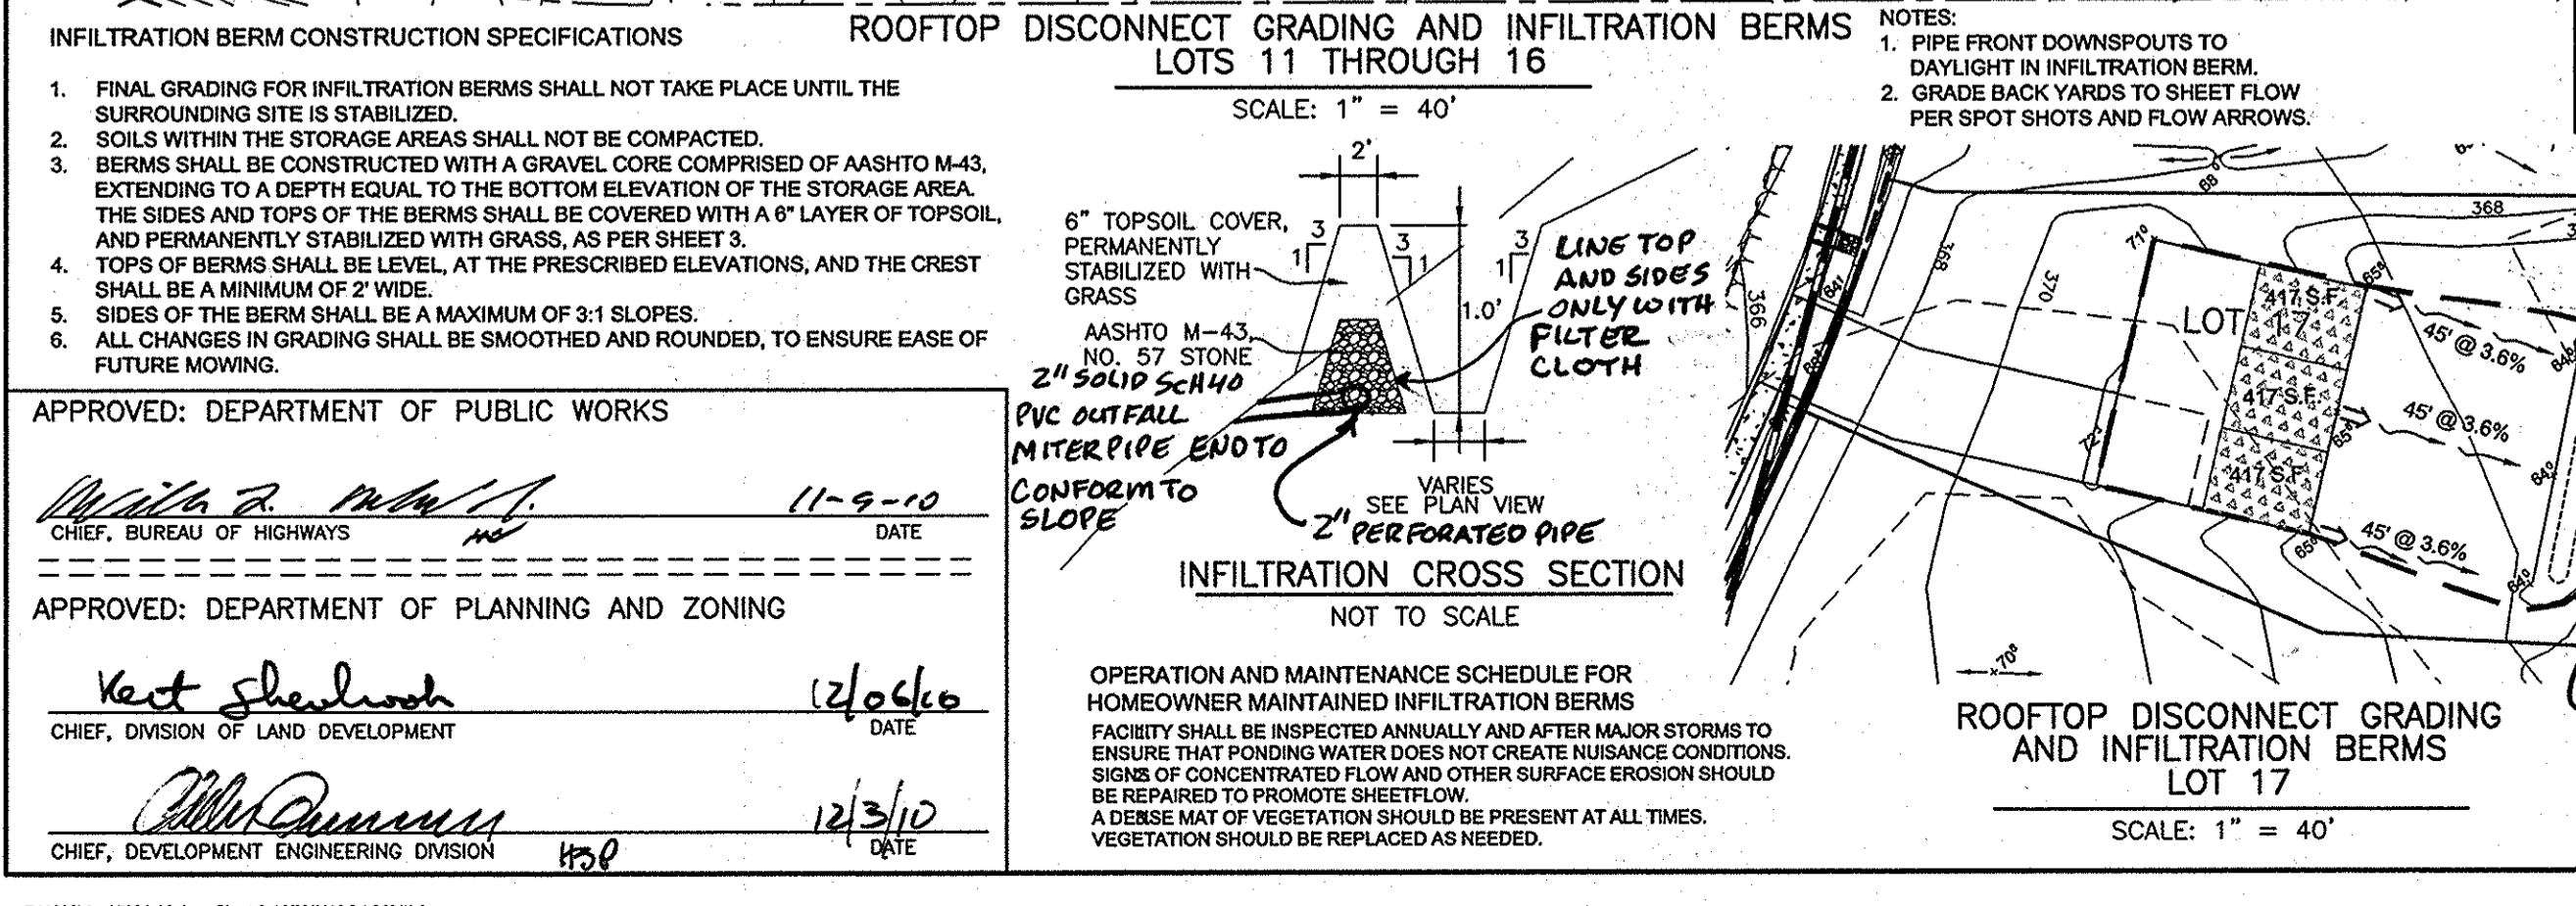 INFILTRATION BERM CONSTRUCTION SPECIFICATIONS
1. FINAL GRADING FOR INFILTRATION BERMS SHALL NOT TAKE PLACE UNTIL THE
SURROUNDING SITE IS STABILIZED.
2. SOILS WITHIN THE STORAGE AREAS SHALL NOT BE COMPACTED.
3. BERMS SHALL BE CONSTRUCTED WITH A GRAVEL CORE COMPRISED OF AASHTO M-43,
EXTENDING TO A DEPTH EQUAL TO THE BOTTOM ELEVATION OF THE STORAGE AREA.
THE SIDES AND TOPS OF THE BERMS SHALL BE COVERED WITH A 6" LAYER OF TOPSOIL,
AND PERMANENTLY STABILIZED WITH GRASS, AS PER SHEET 3.
4. TOPS OF BERMS SHALL BE LEVEL, AT THE PRESCRIBED ELEVATIONS, AND THE CREST
SHALL BE A MINIMUM OF 2' WIDE.
5. SIDES OF THE BERM SHALL BE A MAXIMUM OF 3:1 SLOPES.
6. ALL CHANGES IN GRADING SHALL BE SMOOTHED AND ROUNDED, TO ENSURE EASE OF
FUTURE MOWING.
APPROVED: DEPARTMENT OF PUBLIC WORKS
11-9-10
CHIEF, BUREAU OF HIGHWAYS DATE
APPROVED: DEPARTMENT OF PLANNING AND ZONING
Kent 12/06/10
CHIEF, DIVISION OF LAND DEVELOPMENT DATE
12/3/10
CHIEF, DEVELOPMENT ENGINEERING DIVISION DATE
ROOFTOP DISCONNECT GRADING AND INFILTRATION BERMS
LOTS 11 THROUGH 16
SCALE: 1" = 40'
2'
6" TOPSOIL COVER,
PERMANENTLY
STABILIZED WITH
GRASS
3
1
3
1
3
1
1.0'
LINE TOP
AND SIDES
ONLY WITH
FILTER
CLOTH
AASHTO M-43,
NO. 57 STONE
2" SOLID SCH40
PVC OUTFALL
MITER PIPE END TO
CONFORM TO
SLOPE
VARIES
SEE PLAN VIEW
2" PERFORATED PIPE
INFILTRATION CROSS SECTION
NOT TO SCALE
OPERATION AND MAINTENANCE SCHEDULE FOR
HOMEOWNER MAINTAINED INFILTRATION BERMS
FACILITY SHALL BE INSPECTED ANNUALLY AND AFTER MAJOR STORMS TO
ENSURE THAT PONDING WATER DOES NOT CREATE NUISANCE CONDITIONS.
SIGNS OF CONCENTRATED FLOW AND OTHER SURFACE EROSION SHOULD
BE REPAIRED TO PROMOTE SHEETFLOW.
A DENSE MAT OF VEGETATION SHOULD BE PRESENT AT ALL TIMES.
VEGETATION SHOULD BE REPLACED AS NEEDED.
NOTES:
1. PIPE FRONT DOWNSPOUTS TO
DAYLIGHT IN INFILTRATION BERM.
2. GRADE BACK YARDS TO SHEET FLOW
PER SPOT SHOTS AND FLOW ARROWS.
68
368
71⁰
368
370
366
LOT 17
417 S.F.
417 S.F.
417 S.F.
45' @ 3.6%
45' @ 3.6%
45' @ 3.6%
64⁰
64⁰
ROOFTOP DISCONNECT GRADING
AND INFILTRATION BERMS
LOT 17
SCALE: 1" = 40'